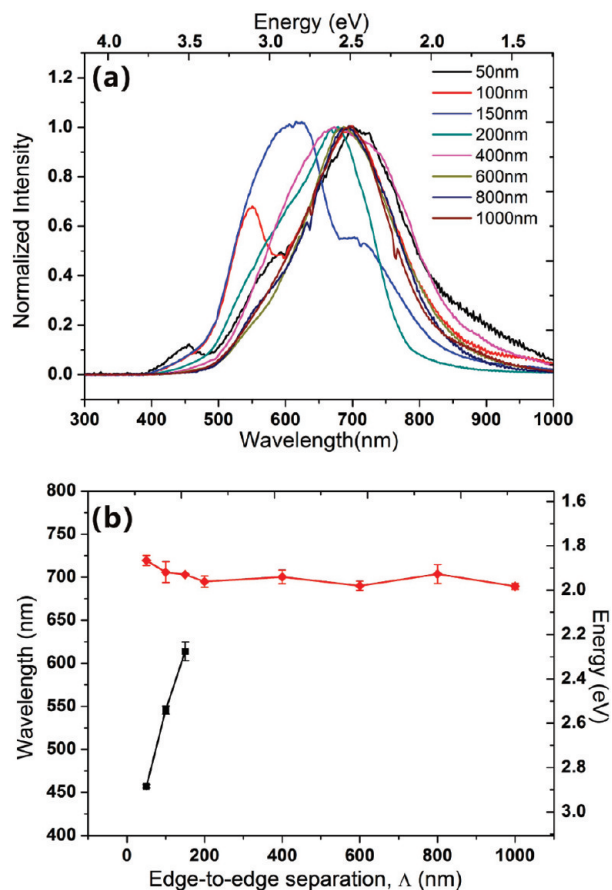 Energy (eV)
4.0 3.5 3.0 2.5 2.0 1.5
(a)
1.2
1.0
0.8
0.6
0.4
0.2
0.0
Normalized Intensity
50nm
100nm
150nm
200nm
400nm
600nm
800nm
1000nm
300 400 500 600 700 800 900 1000
Wavelength(nm)
(b)
800
750
700
650
600
550
500
450
400
Wavelength (nm)
1.6
1.8
2.0
2.2
2.4
2.6
2.8
3.0
Energy (eV)
0 200 400 600 800 1000
Edge-to-edge separation, Λ (nm)